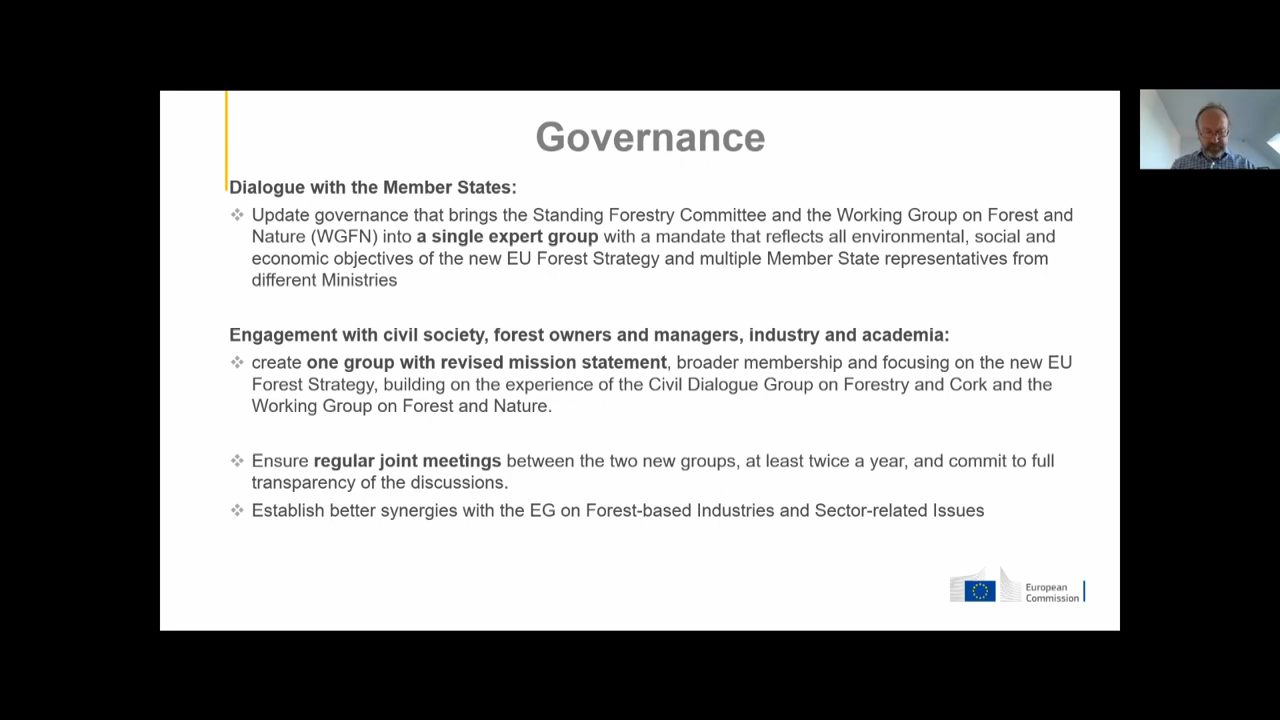 Governance
Dialogue with the Member States:
❖ Update governance that brings the Standing Forestry Committee and the Working Group on Forest and
Nature (WGFN) into a single expert group with a mandate that reflects all environmental, social and
economic objectives of the new EU Forest Strategy and multiple Member State representatives from
different Ministries
Engagement with civil society, forest owners and managers, industry and academia:
❖ create one group with revised mission statement, broader membership and focusing on the new EU
Forest Strategy, building on the experience of the Civil Dialogue Group on Forestry and Cork and the
Working Group on Forest and Nature.
❖ Ensure regular joint meetings between the two new groups, at least twice a year, and commit to full
transparency of the discussions.
❖ Establish better synergies with the EG on Forest-based Industries and Sector-related Issues
European
Commission